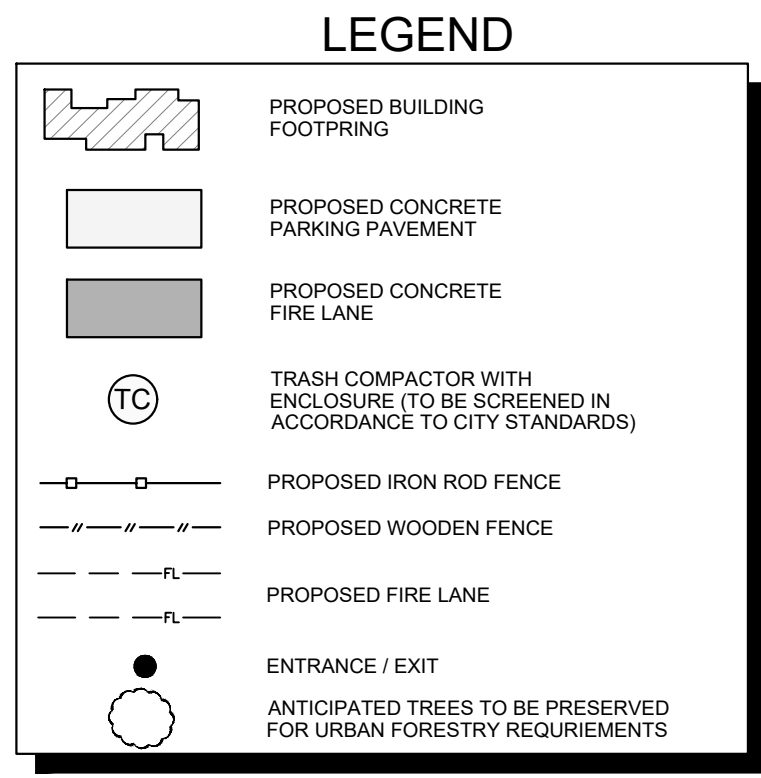 LEGEND
PROPOSED BUILDING
FOOTPRING
PROPOSED CONCRETE
PARKING PAVEMENT
PROPOSED CONCRETE
FIRE LANE
TC
TRASH COMPACTOR WITH
ENCLOSURE (TO BE SCREENED IN
ACCORDANCE TO CITY STANDARDS)
PROPOSED IRON ROD FENCE
PROPOSED WOODEN FENCE
FL
PROPOSED FIRE LANE
FL
ENTRANCE / EXIT
ANTICIPATED TREES TO BE PRESERVED
FOR URBAN FORESTRY REQURIEMENTS